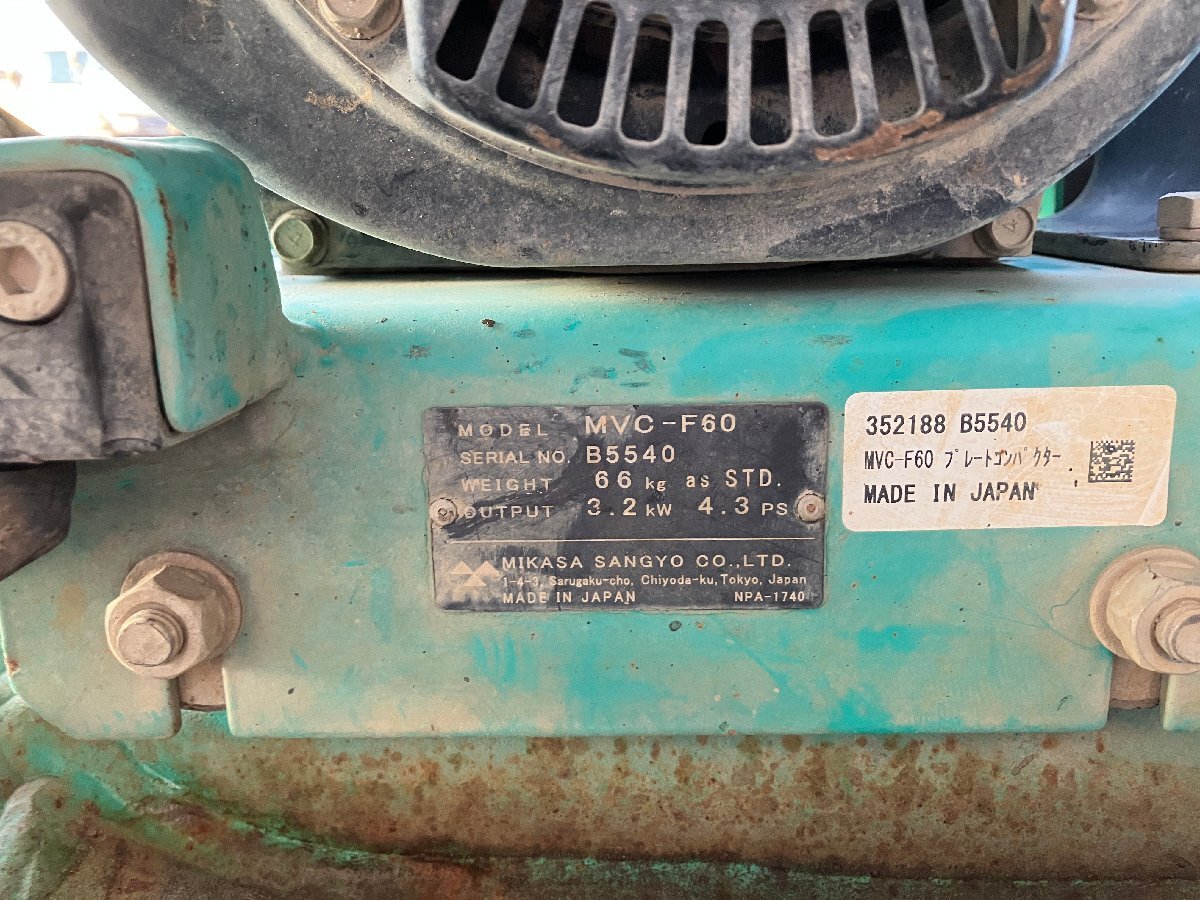 MODEL MVC-F60
SERIAL NO. B5540
WEIGHT 66 kg as STD.
OUTPUT 3.2 kW 4.3 PS
MIKASA SANGYO CO.,LTD.
1-4-3, Sarugaku-cho, Chiyoda-ku, Tokyo, Japan
MADE IN JAPAN NPA-1740
352188 B5540
MVC-F60 プレートコンパクター
MADE IN JAPAN